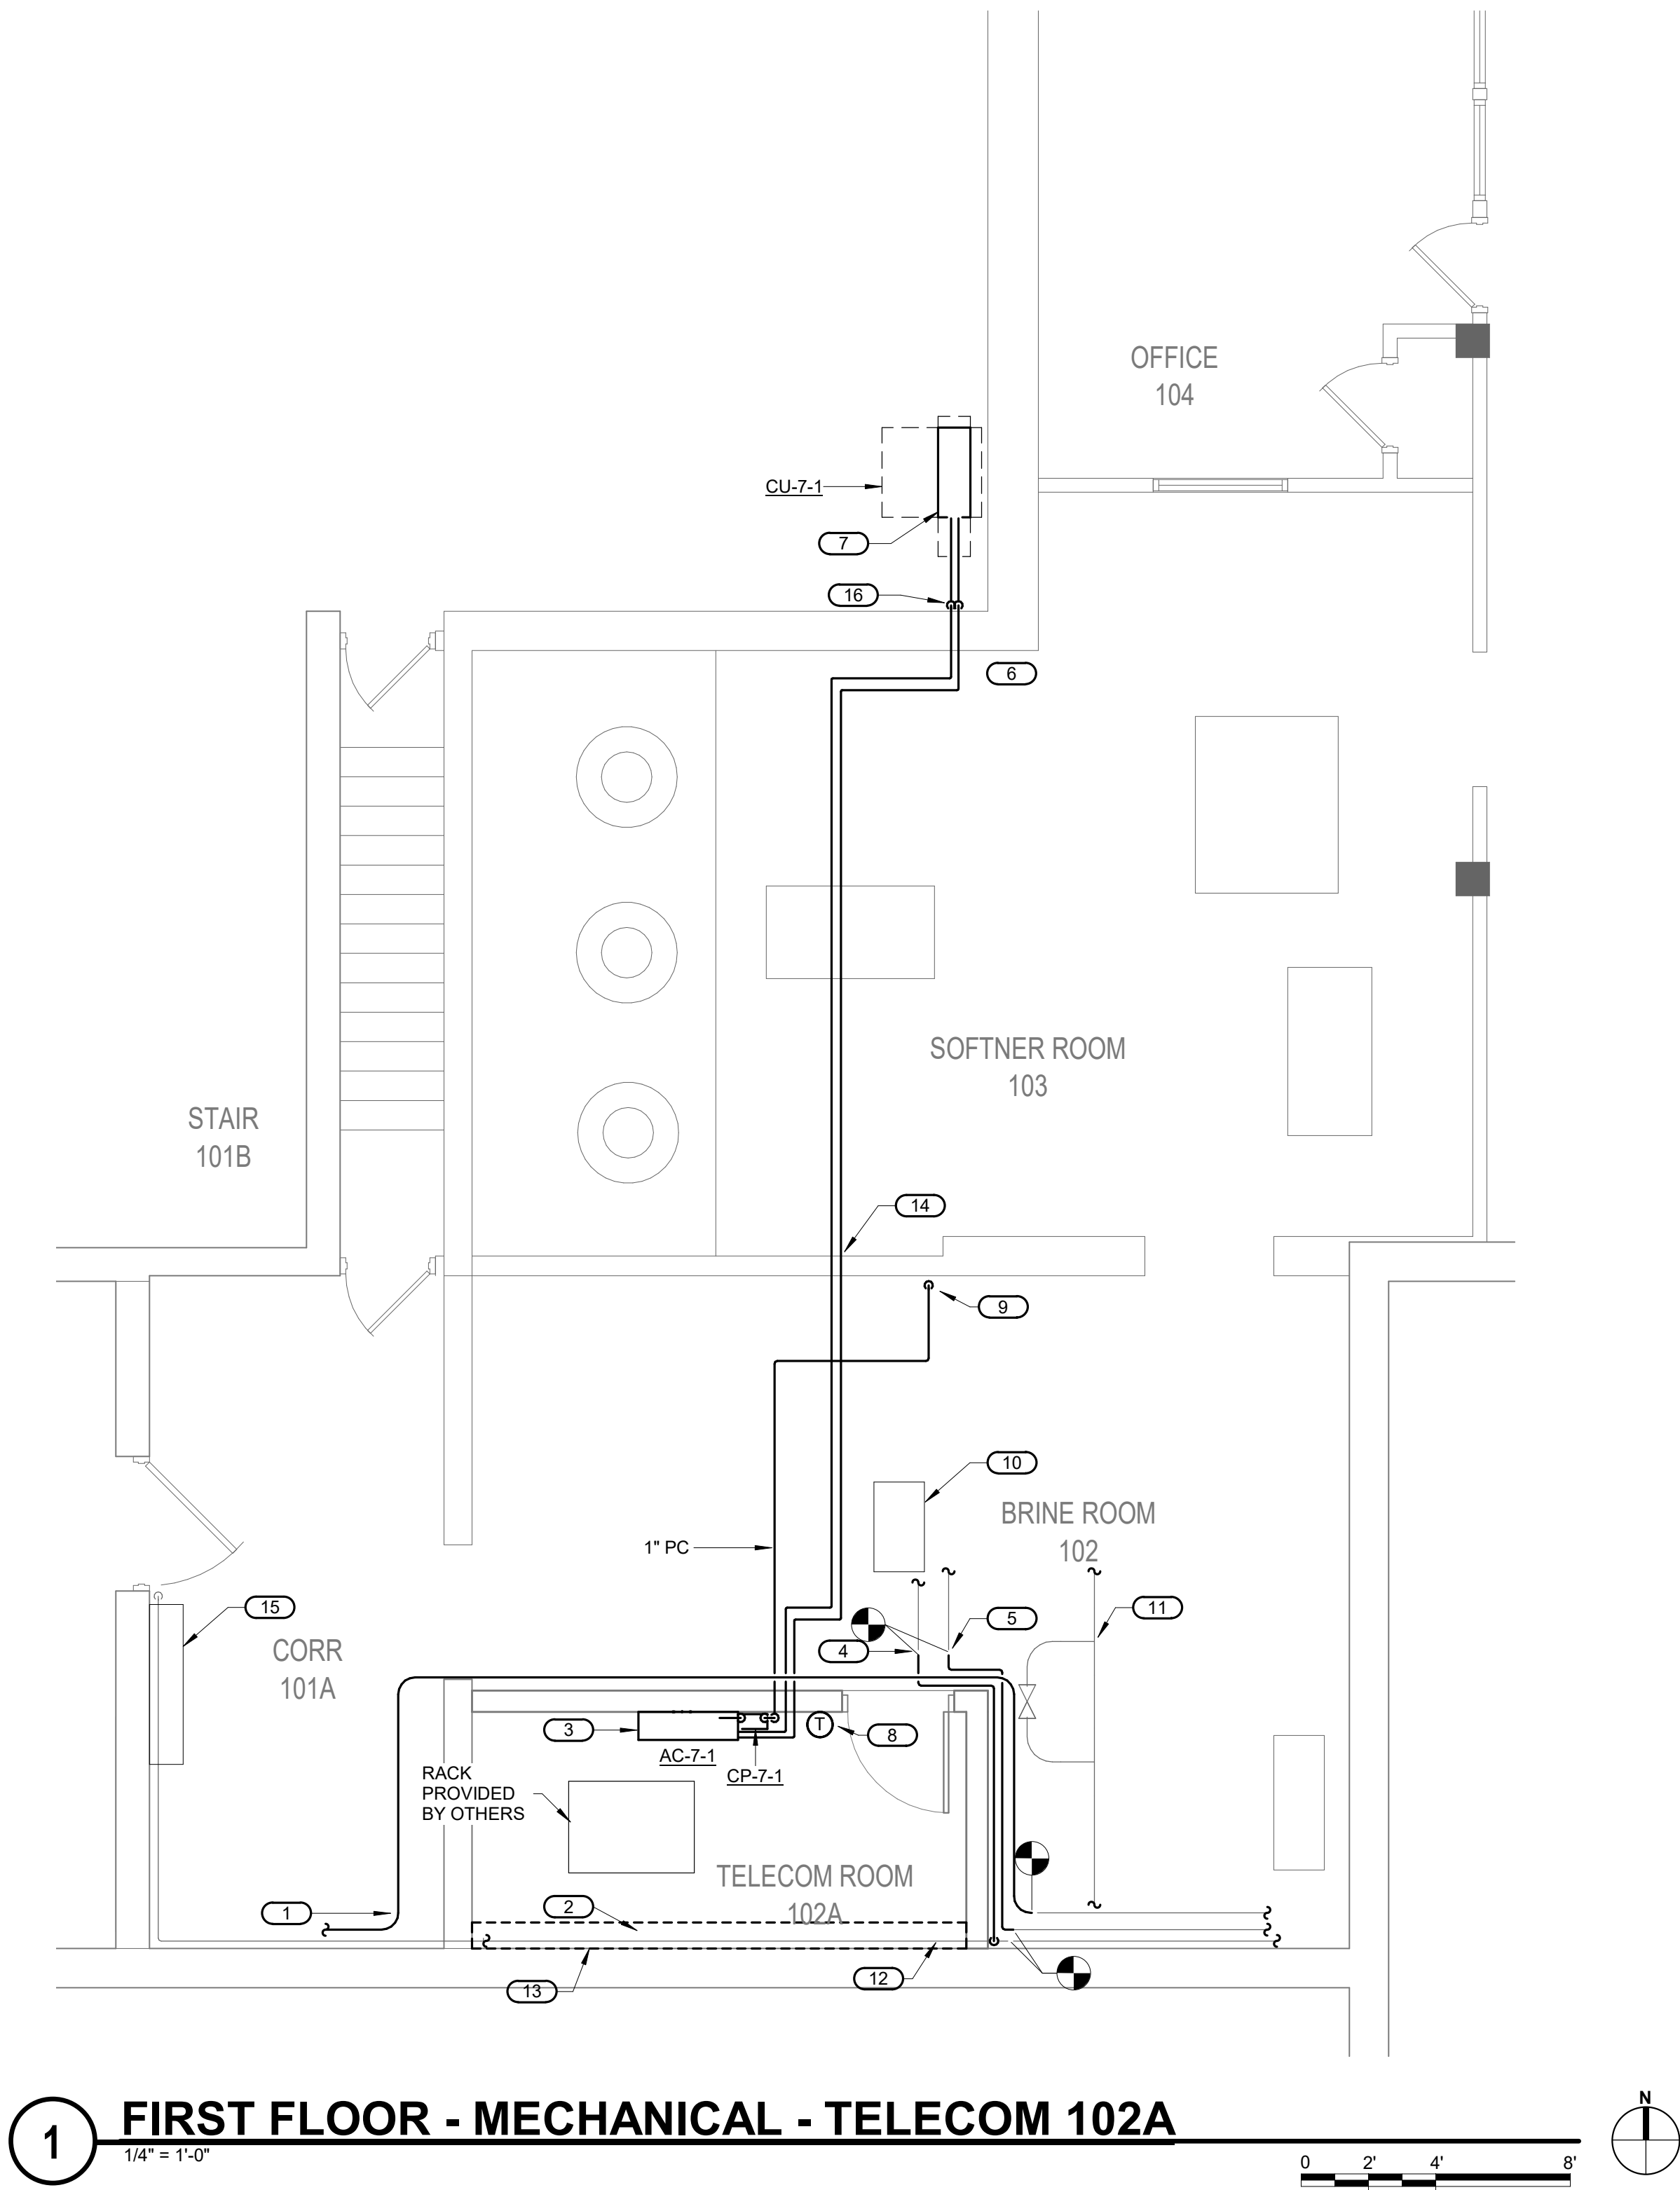 OFFICE
104
CU-7-1
7
16
6
SOFTNER ROOM
103
STAIR
101B
14
9
10
BRINE ROOM
102
1" PC
15
5
11
CORR
101A
4
3
T
8
AC-7-1
CP-7-1
RACK
PROVIDED
BY OTHERS
TELECOM ROOM
102A
1
2
12
13
N
1
FIRST FLOOR - MECHANICAL - TELECOM 102A
1/4" = 1'-0"
0 2' 4' 8'